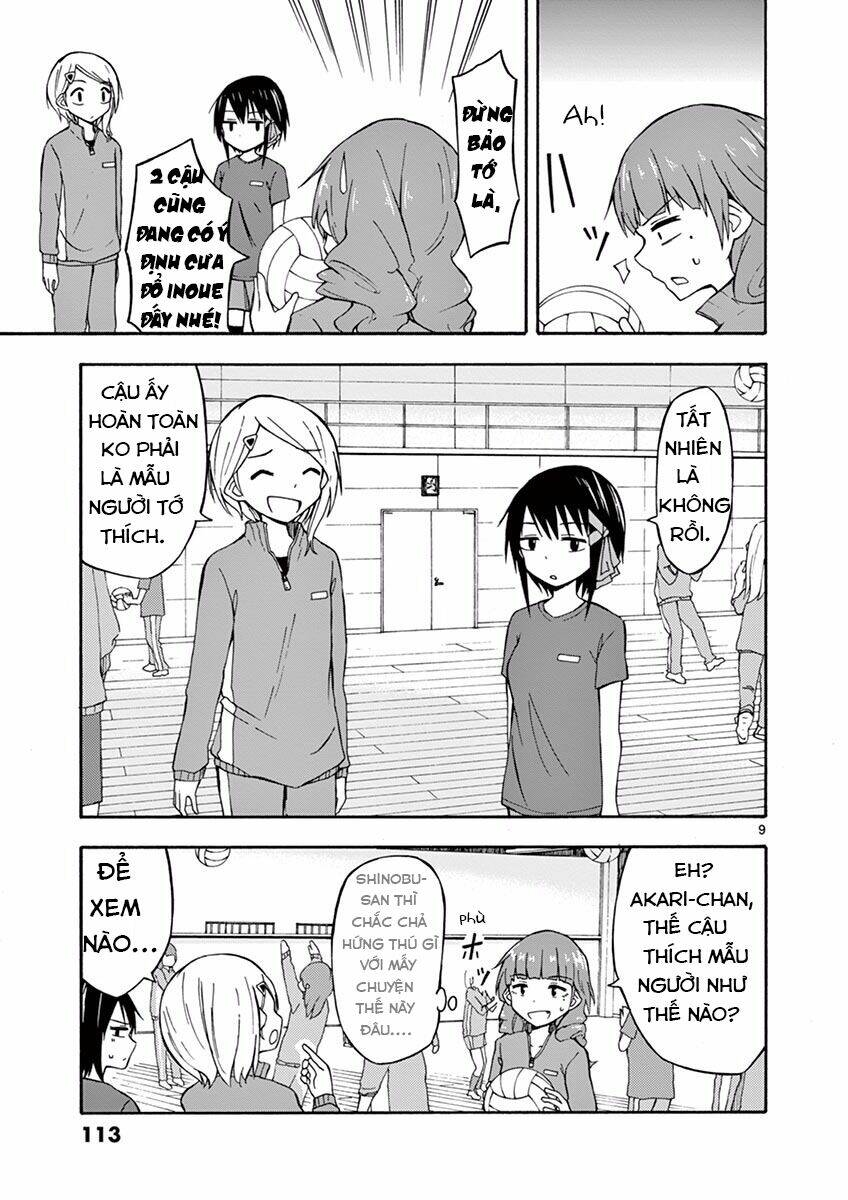 Ah!
ĐỪNG
BẢO
TỚ
LÀ,
2 CẬU
CŨNG
ĐANG CÓ Ý
ĐỊNH CƯA
ĐỔ INOUE
ĐẤY NHÉ!
TẤT
NHIÊN LÀ
KHÔNG
RỒI.
CẬU ẤY
HOÀN TOÀN
KO PHẢI
LÀ MẪU
NGƯỜI TỚ
THÍCH.
9
EH?
AKARI-CHAN,
THẾ CẬU
THÍCH MẪU
NGƯỜI NHƯ
THẾ NÀO?
phù
SHINOBU-
SAN THÌ
CHẮC CHẢ
HỨNG THÚ GÌ
VỚI MẤY
CHUYỆN
THẾ NÀY
ĐÂU....
ĐỂ
XEM
NÀO...
113